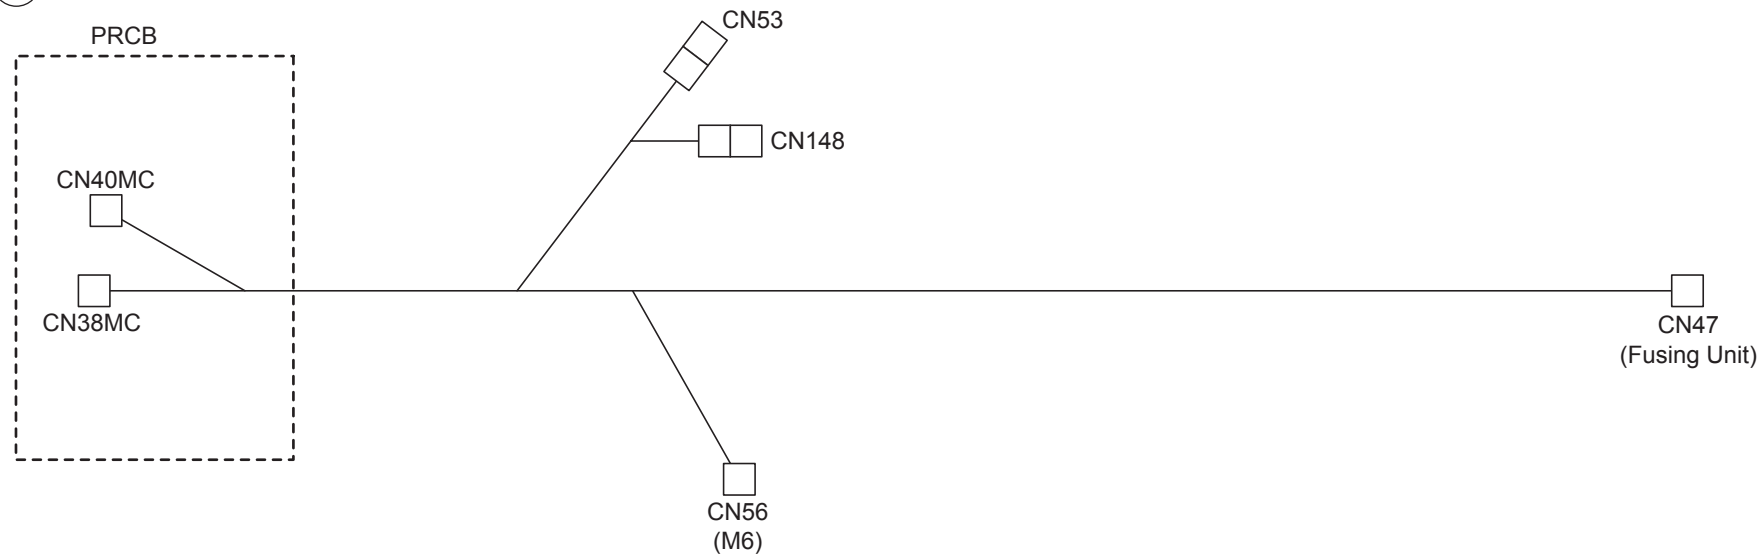 CN53
PRCB
CN148
CN40MC
CN38MC
CN47
(Fusing Unit)
CN56
(M6)